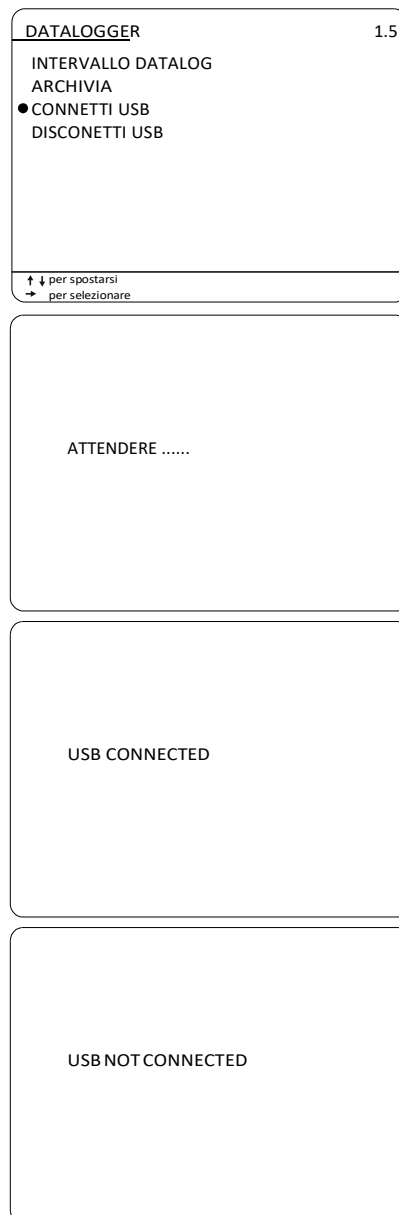 DATALOGGER 1.5
INTERVALLO DATALOG
ARCHIVIA
● CONNETTI USB
DISCONETTI USB
↑ ↓ per spostarsi
→ per selezionare
ATTENDERE ......
USB CONNECTED
USB NOT CONNECTED